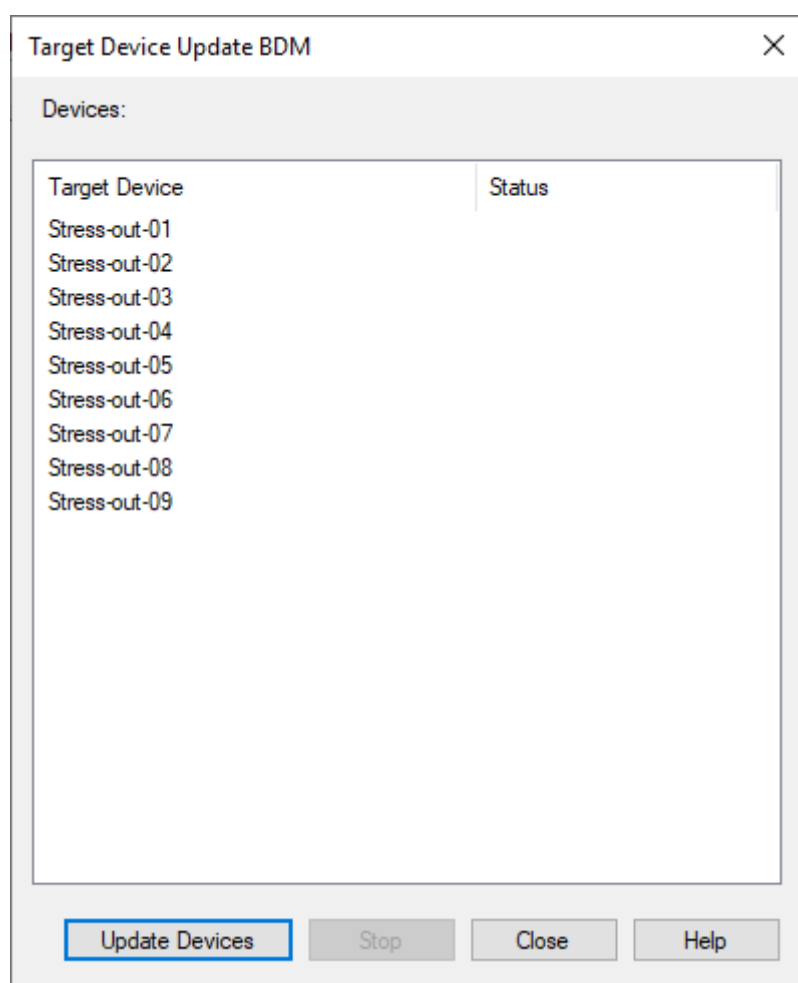 Target Device Update BDM
Devices:
Target Device Status
Stress-out-01
Stress-out-02
Stress-out-03
Stress-out-04
Stress-out-05
Stress-out-06
Stress-out-07
Stress-out-08
Stress-out-09
Update Devices Stop Close Help